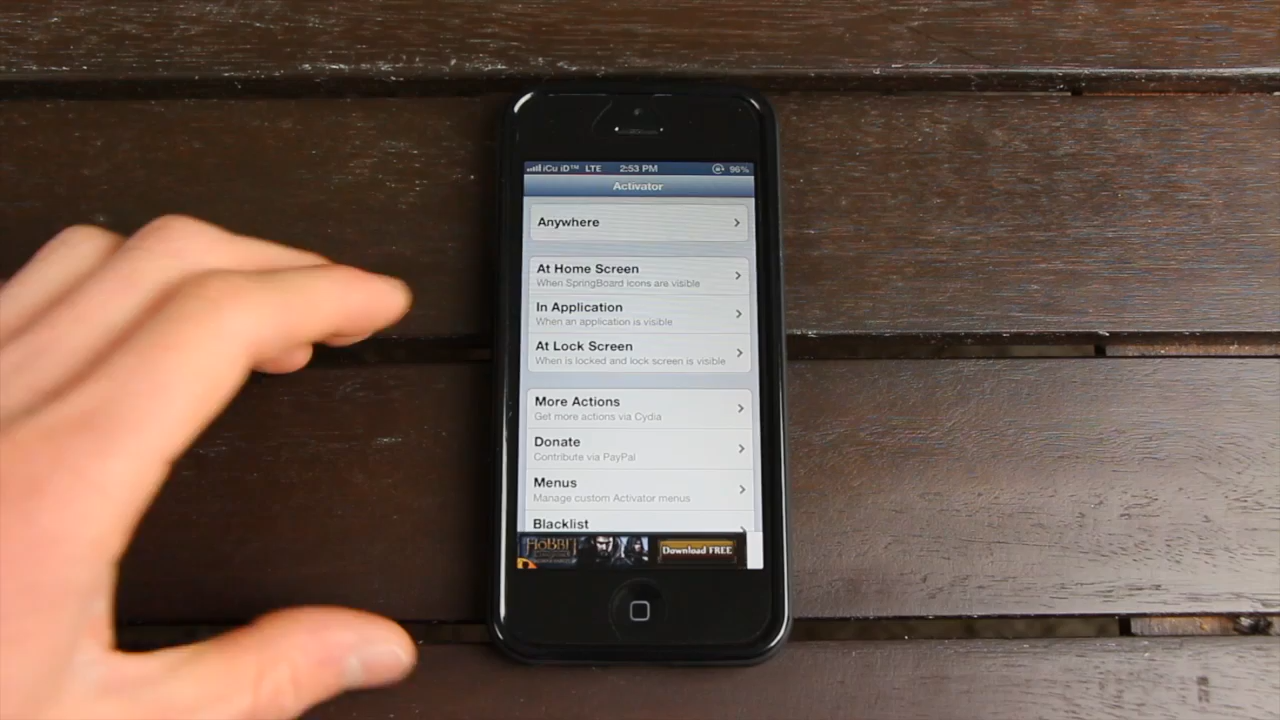 iCu iD™ LTE 2:53 PM 96%
Activator
Anywhere
At Home Screen
When SpringBoard icons are visible
In Application
When an application is visible
At Lock Screen
When is locked and lock screen is visible
More Actions
Get more actions via Cydia
Donate
Contribute via PayPal
Menus
Manage custom Activator menus
Blacklist
HOBBIT
Download FREE